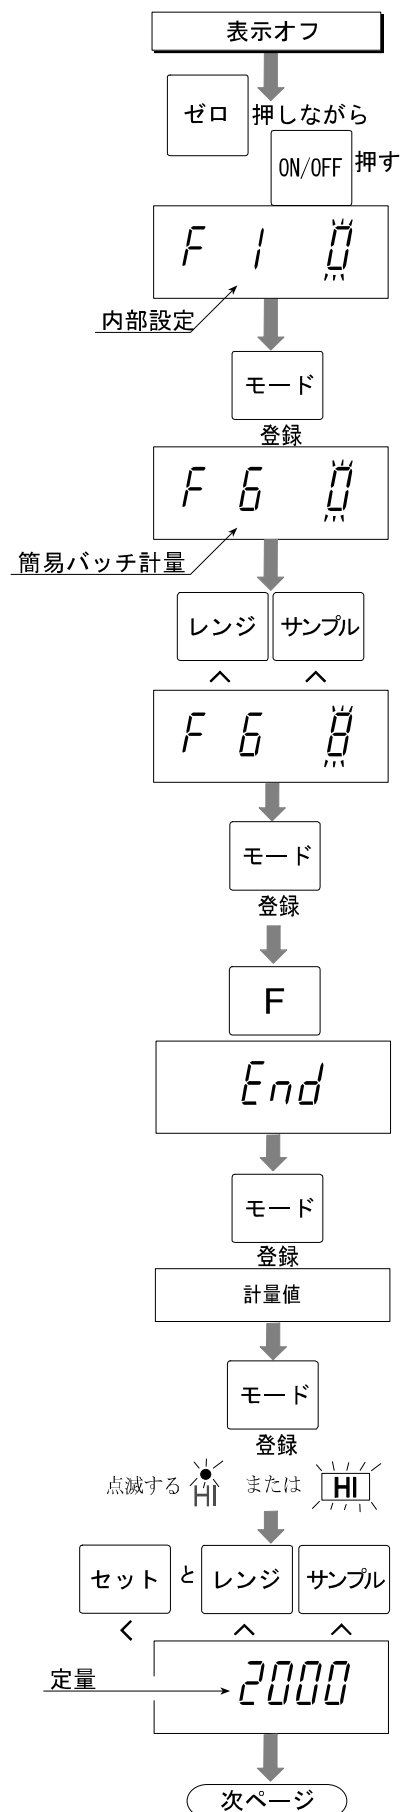 表示オフ
ゼロ 押しながら
ON/OFF 押す
F 1 0
内部設定
モード
登録
F 6 0
簡易バッチ計量
レンジ サンプル
F 6 8
モード
登録
F
End
モード
登録
計量値
モード
登録
点滅する HI または HI
セット と レンジ サンプル
定量 2000
次ページ